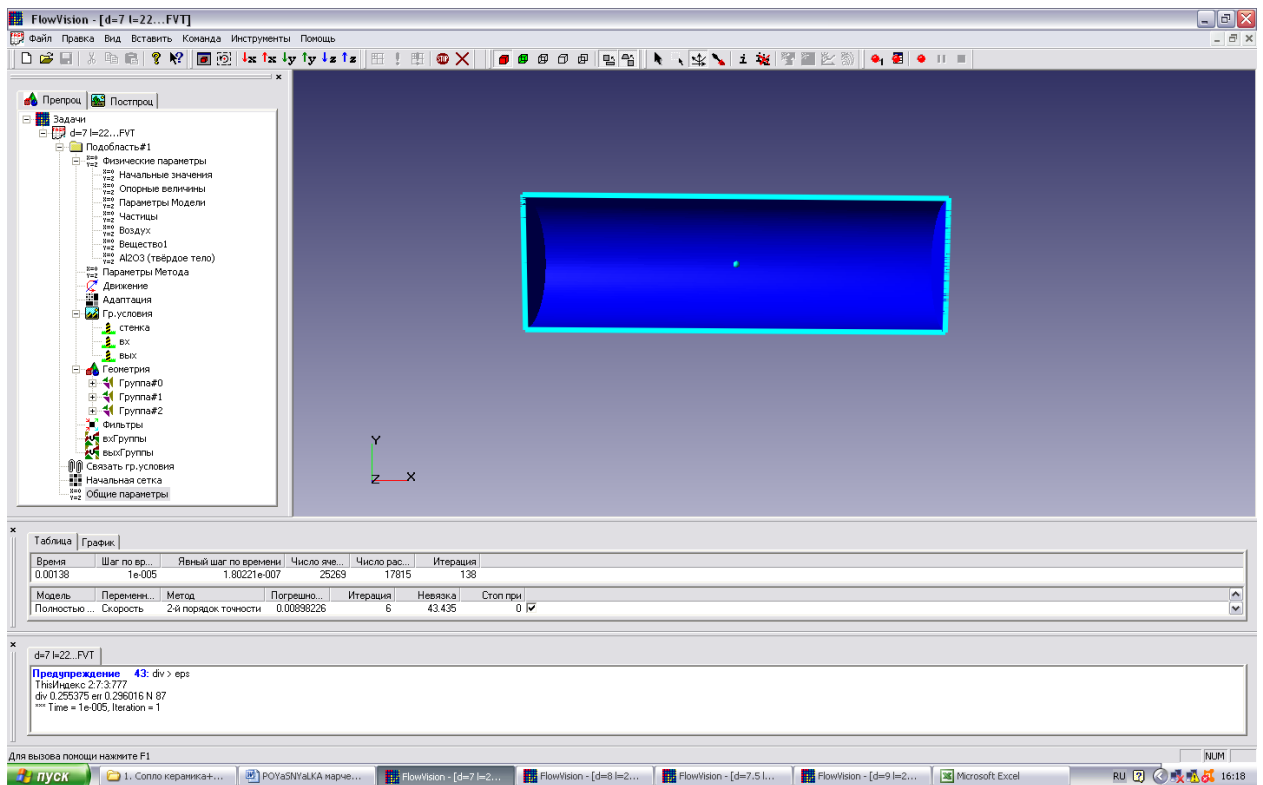 FlowVision - [d=7 l=22...FVT]
Файл Правка Вид Вставить Команда Инструменты Помощь
Препроц Постпроц
Задачи
d=7 l=22...FVT
Подобласть#1
Физические параметры
Начальные значения
Опорные величины
Параметры Модели
Частицы
Воздух
Вещество1
Al2O3 (твёрдое тело)
Параметры Метода
Движение
Адаптация
Гр.условия
стенка
вх
вых
Геометрия
Группа#0
Группа#1
Группа#2
Фильтры
вхГруппы
выхГруппы
Связать гр.условия
Начальная сетка
Общие параметры
Y
Z X
Таблица График
Время Шаг по вр... Явный шаг по времени Число яче... Число рас... Итерация
0.00138 1e-005 1.80221e-007 25269 17815 138
Модель Переменн... Метод Погрешно... Итерация Невязка Стоп при
Полностью ... Скорость 2-й порядок точности 0.00898226 6 43.435 0
d=7 l=22...FVT
Предупреждение 43: div > eps
ThisИндекс 2:7:3:777
div 0.255375 err 0.296016 N 87
*** Time = 1e-005, Iteration = 1
Для вызова помощи нажмите F1
NUM
пуск 1. Сопло керамика+... POYaSNYaLKA марче... FlowVision - [d=7 l=2... FlowVision - [d=8 l=2... FlowVision - [d=7.5 l... FlowVision - [d=9 l=2... Microsoft Excel RU 16:18